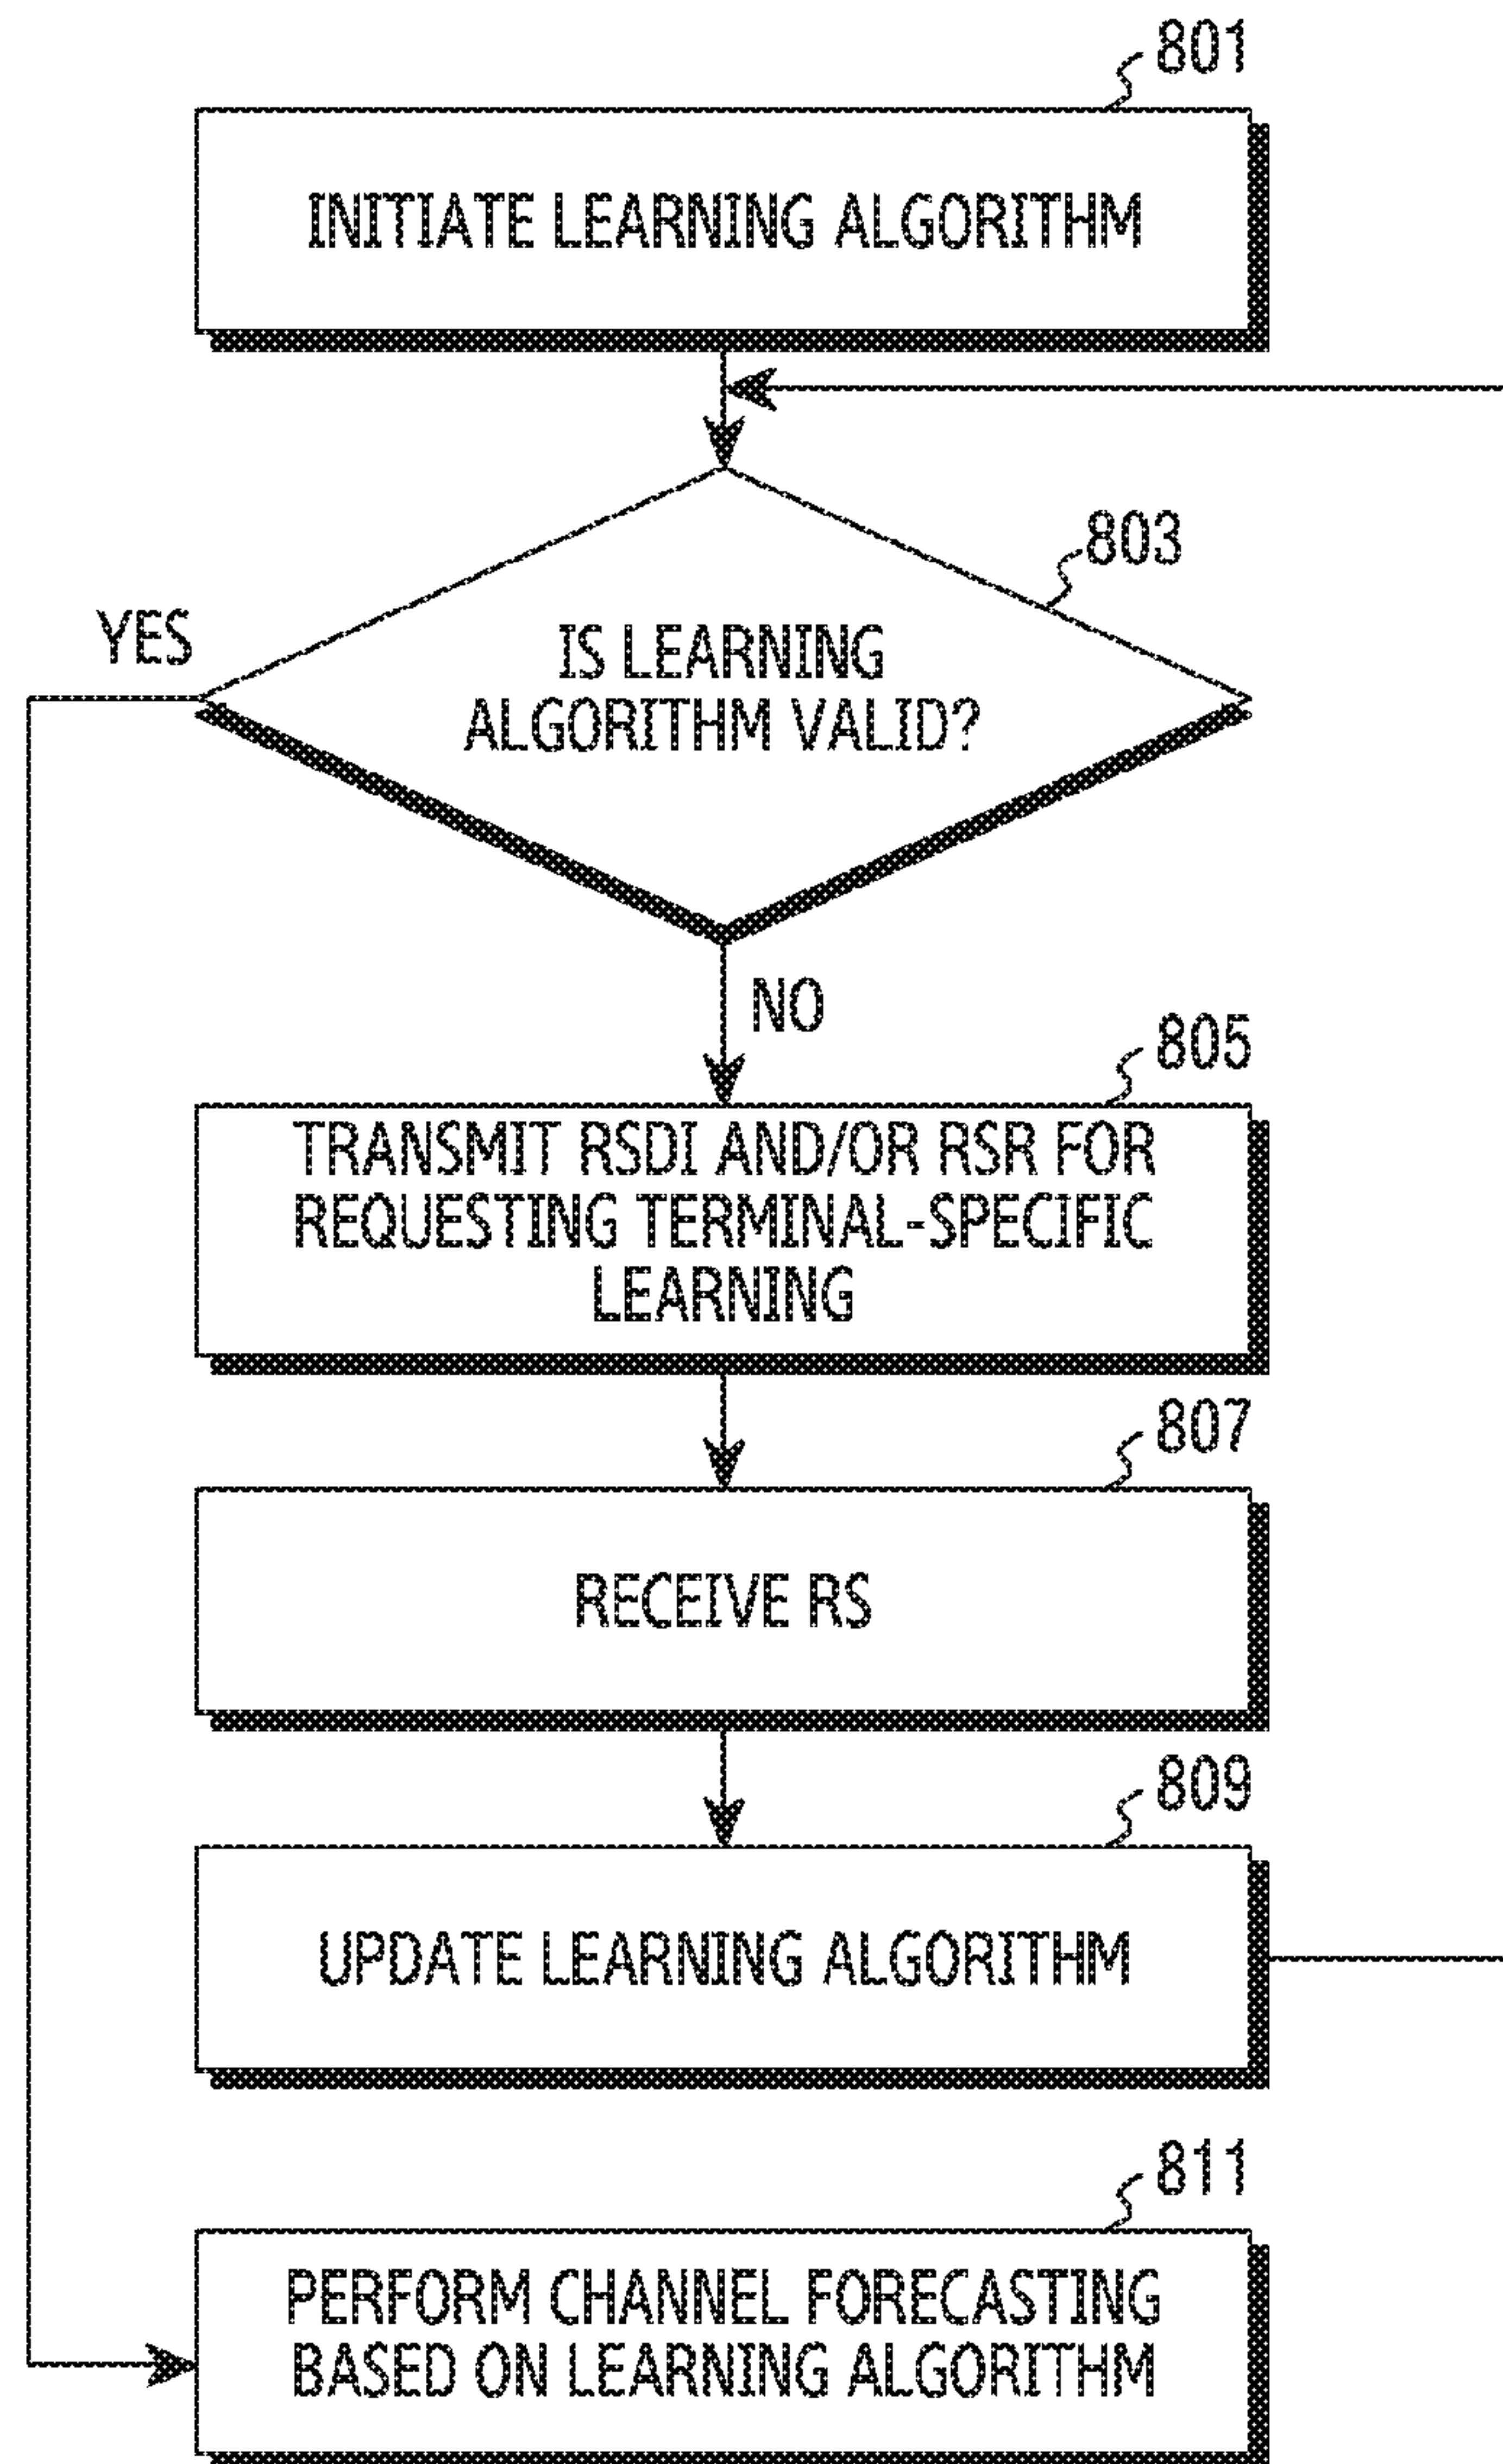 801
INITIATE LEARNING ALGORITHM
803
YES
IS LEARNING
ALGORITHM VALID?
NO
805
TRANSMIT RSDI AND/OR RSR FOR
REQUESTING TERMINAL-SPECIFIC
LEARNING
807
RECEIVE RS
809
UPDATE LEARNING ALGORITHM
811
PERFORM CHANNEL FORECASTING
BASED ON LEARNING ALGORITHM